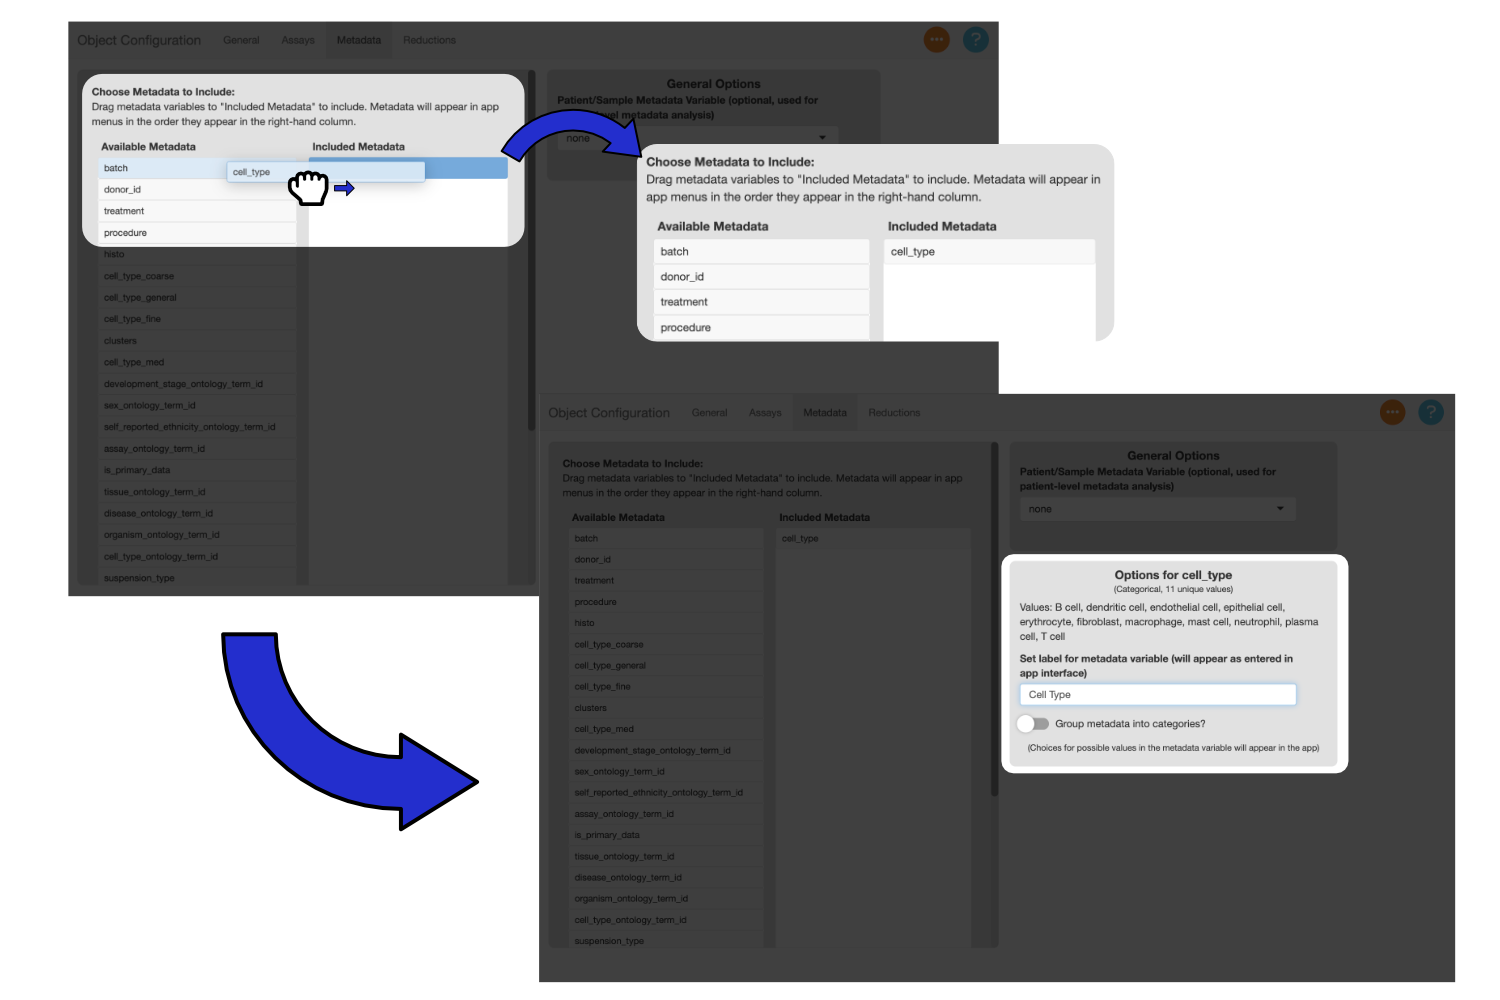 Object Configuration General Assays Metadata Reductions ?
Choose Metadata to Include:
Drag metadata variables to "Included Metadata" to include. Metadata will appear in app
menus in the order they appear in the right-hand column.
Available Metadata Included Metadata
batch
cell_type
donor_id
treatment
procedure
histo
cell_type_coarse
cell_type_general
cell_type_fine
clusters
cell_type_med
development_stage_ontology_term_id
sex_ontology_term_id
self_reported_ethnicity_ontology_term_id
assay_ontology_term_id
is_primary_data
tissue_ontology_term_id
disease_ontology_term_id
organism_ontology_term_id
cell_type_ontology_term_id
suspension_type
General Options
Patient/Sample Metadata Variable (optional, used for
level metadata analysis)
none
Choose Metadata to Include:
Drag metadata variables to "Included Metadata" to include. Metadata will appear in
app menus in the order they appear in the right-hand column.
Available Metadata Included Metadata
batch cell_type
donor_id
treatment
procedure
Object Configuration General Assays Metadata Reductions ?
Choose Metadata to Include:
Drag metadata variables to "Included Metadata" to include. Metadata will appear in app
menus in the order they appear in the right-hand column.
Available Metadata Included Metadata
batch cell_type
donor_id
treatment
procedure
histo
cell_type_coarse
cell_type_general
cell_type_fine
clusters
cell_type_med
development_stage_ontology_term_id
sex_ontology_term_id
self_reported_ethnicity_ontology_term_id
assay_ontology_term_id
is_primary_data
tissue_ontology_term_id
disease_ontology_term_id
organism_ontology_term_id
cell_type_ontology_term_id
suspension_type
General Options
Patient/Sample Metadata Variable (optional, used for
patient-level metadata analysis)
none
Options for cell_type
(Categorical, 11 unique values)
Values: B cell, dendritic cell, endothelial cell, epithelial cell,
erythrocyte, fibroblast, macrophage, mast cell, neutrophil, plasma
cell, T cell
Set label for metadata variable (will appear as entered in
app interface)
Cell Type
Group metadata into categories?
(Choices for possible values in the metadata variable will appear in the app)